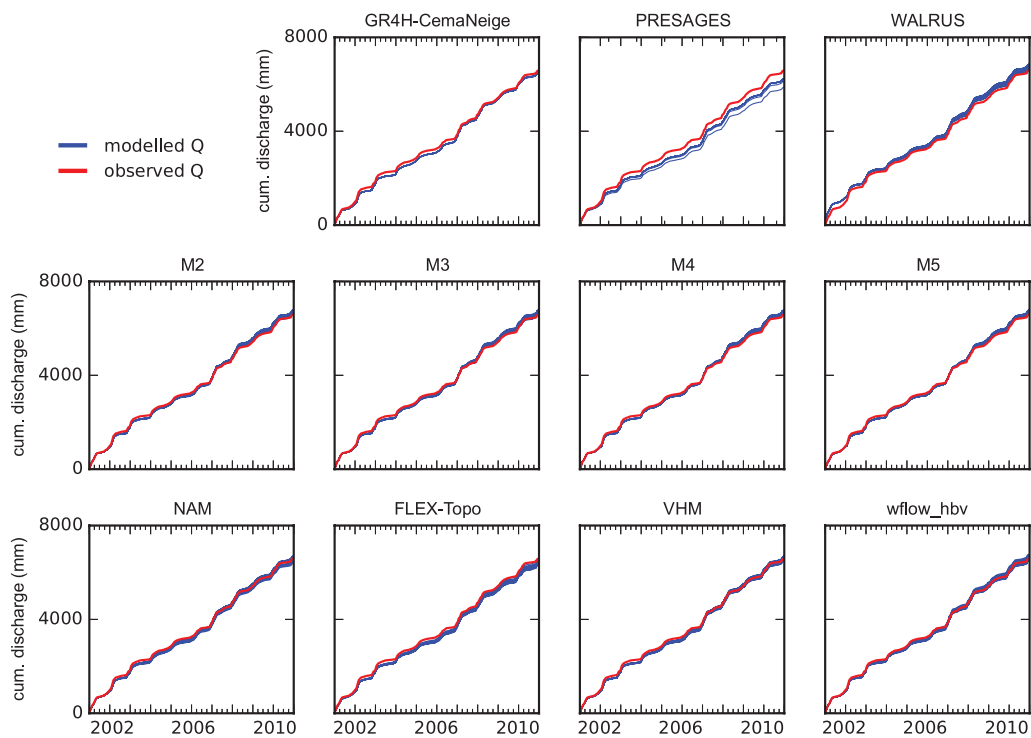 GR4H-CemaNeige PRESAGES WALRUS
8000
modelled Q
observed Q
cum. discharge (mm)
4000
0
M2 M3 M4 M5
8000
cum. discharge (mm)
4000
0
NAM FLEX-Topo VHM wflow_hbv
8000
cum. discharge (mm)
4000
0
2002 2006 2010 2002 2006 2010 2002 2006 2010 2002 2006 2010